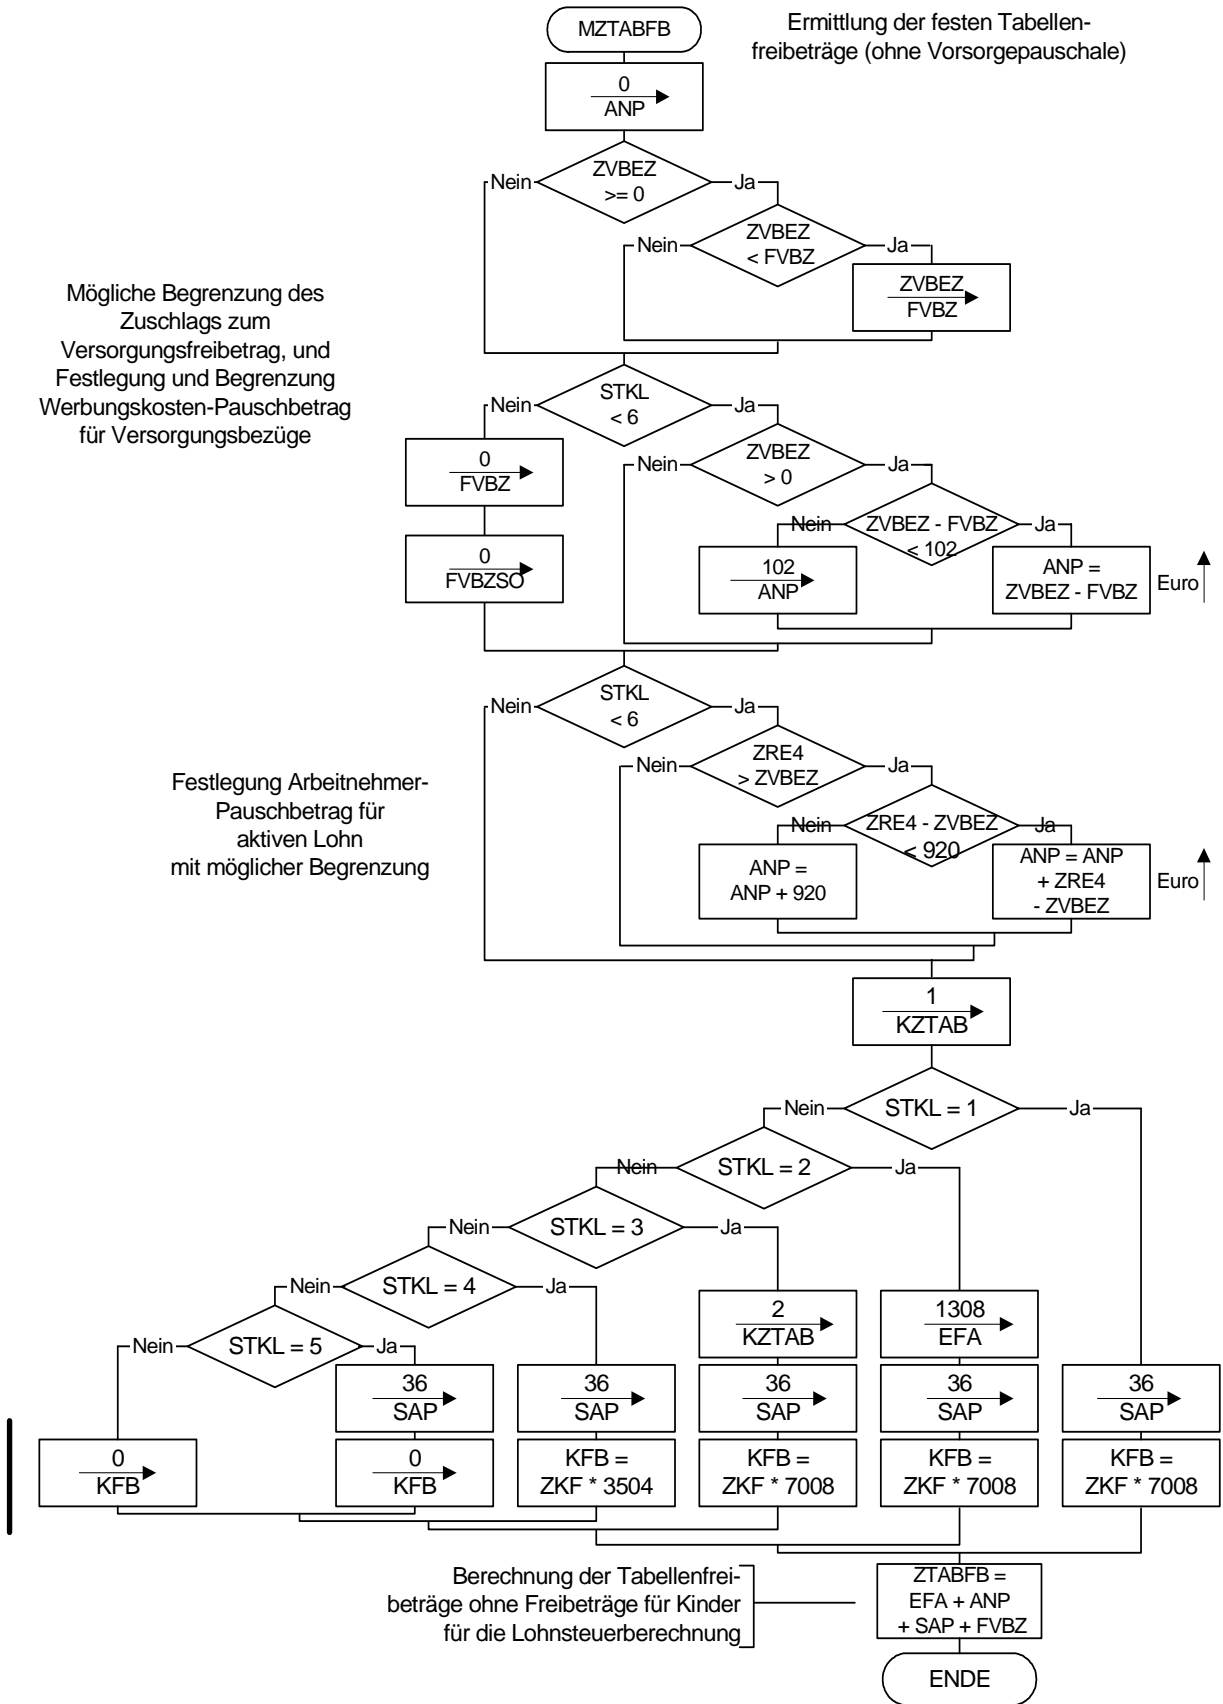 MZTABFB
Ermittlung der festen Tabellen-
freibeträge (ohne Vorsorgepauschale)
0
ANP
ZVBEZ
>= 0
Nein
Ja
ZVBEZ
< FVBZ
Nein
Ja
ZVBEZ
FVBZ
Mögliche Begrenzung des
Zuschlags zum
Versorgungsfreibetrag, und
Festlegung und Begrenzung
Werbungskosten-Pauschbetrag
für Versorgungsbezüge
STKL
< 6
Nein
Ja
0
FVBZ
0
FVBZSO
ZVBEZ
> 0
Nein
Ja
ZVBEZ - FVBZ
< 102
Nein
Ja
102
ANP
ANP =
ZVBEZ - FVBZ
Euro
STKL
< 6
Nein
Ja
Festlegung Arbeitnehmer-
Pauschbetrag für
aktiven Lohn
mit möglicher Begrenzung
ZRE4
> ZVBEZ
Nein
Ja
ZRE4 - ZVBEZ
< 920
Nein
Ja
ANP =
ANP + 920
ANP = ANP
+ ZRE4
- ZVBEZ
Euro
1
KZTAB
STKL = 1
Nein
Ja
STKL = 2
Nein
Ja
STKL = 3
Nein
Ja
STKL = 4
Nein
Ja
STKL = 5
Nein
Ja
2
KZTAB
1308
EFA
36
SAP
36
SAP
36
SAP
36
SAP
36
SAP
0
KFB
0
KFB
KFB =
ZKF * 3504
KFB =
ZKF * 7008
KFB =
ZKF * 7008
KFB =
ZKF * 7008
Berechnung der Tabellenfrei-
beträge ohne Freibeträge für Kinder
für die Lohnsteuerberechnung
ZTABFB =
EFA + ANP
+ SAP + FVBZ
ENDE